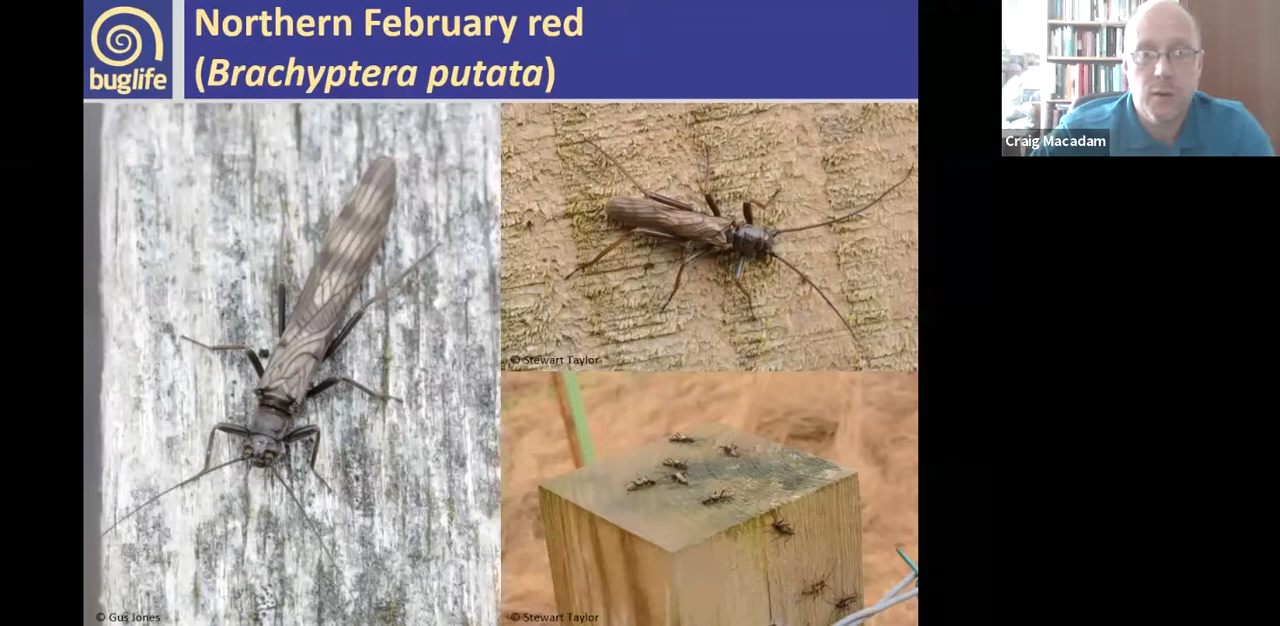 Northern February red
(Brachyptera putata)
buglife
Craig Macadam
© Stewart Taylor
© Gus Jones
© Stewart Taylor